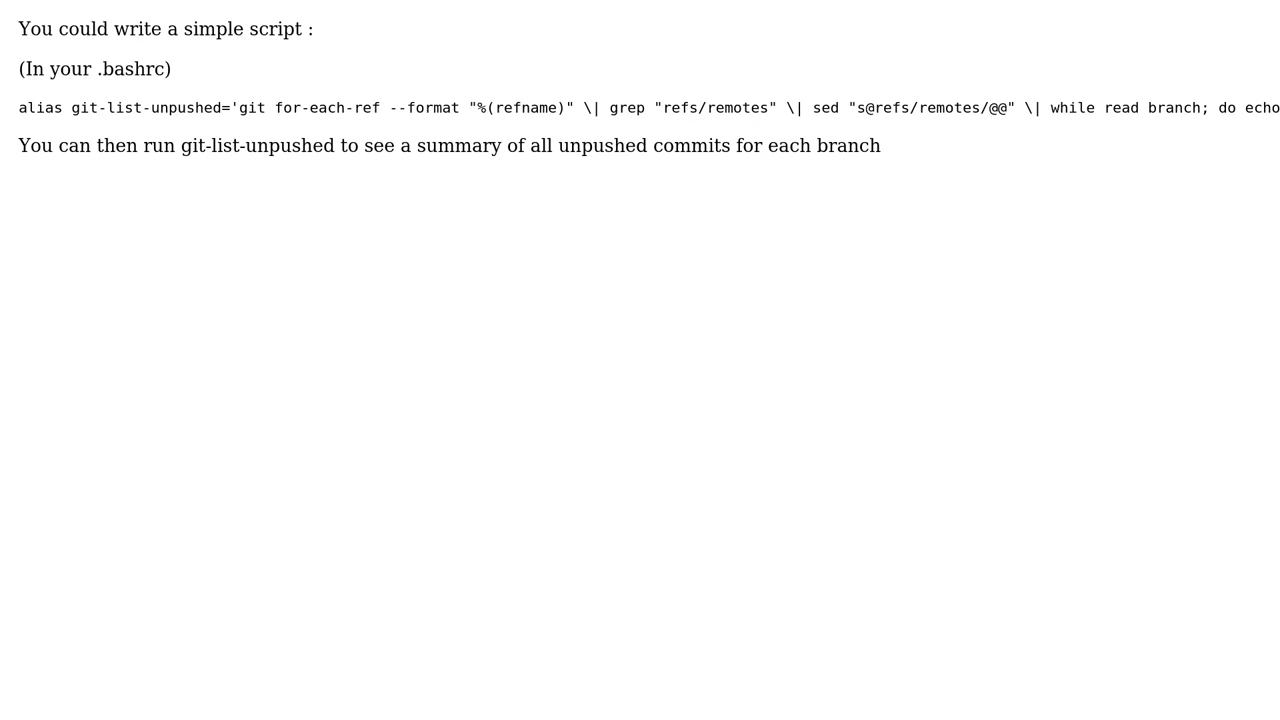 You could write a simple script :
(In your .bashrc)
alias git-list-unpushed='git for-each-ref --format "%(refname)" \| grep "refs/remotes" \| sed "s@refs/remotes/@@" \| while read branch; do echo
You can then run git-list-unpushed to see a summary of all unpushed commits for each branch